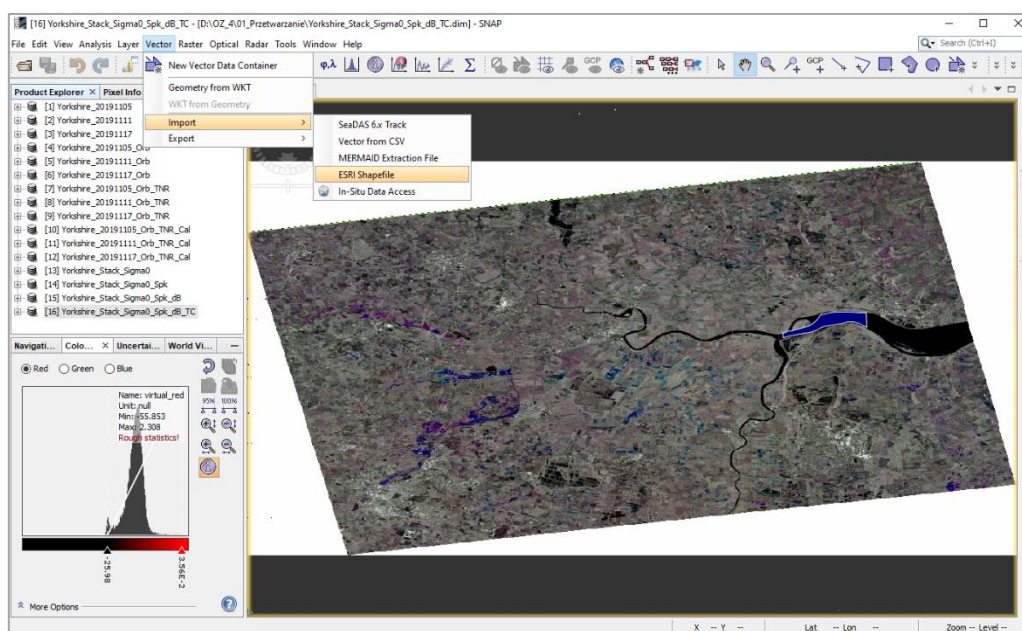 [16] Yorkshire_Stack_Sigma0_Spk_dB_TC - [D:\OZ_4\01_Przetwarzanie\Yorkshire_Stack_Sigma0_Spk_dB_TC.dim] - SNAP
File Edit View Analysis Layer Vector Raster Optical Radar Tools Window Help
Search (Ctrl+I)
φ,λ
Σ
GCP
GCP
New Vector Data Container
Geometry from WKT
WKT from Geometry
Import
Export
SeaDAS 6.x Track
Vector from CSV
MERMAID Extraction File
ESRI Shapefile
In-Situ Data Access
Product Explorer × Pixel Info
[1] Yorkshire_20191105
[2] Yorkshire_20191111
[3] Yorkshire_20191117
[4] Yorkshire_20191105_Orb
[5] Yorkshire_20191111_Orb
[6] Yorkshire_20191117_Orb
[7] Yorkshire_20191105_Orb_TNR
[8] Yorkshire_20191111_Orb_TNR
[9] Yorkshire_20191117_Orb_TNR
[10] Yorkshire_20191105_Orb_TNR_Cal
[11] Yorkshire_20191111_Orb_TNR_Cal
[12] Yorkshire_20191117_Orb_TNR_Cal
[13] Yorkshire_Stack_Sigma0
[14] Yorkshire_Stack_Sigma0_Spk
[15] Yorkshire_Stack_Sigma0_Spk_dB
[16] Yorkshire_Stack_Sigma0_Spk_dB_TC
Navigati... Colo... × Uncertai... World Vi...
Red Green Blue
Name: virtual_red
Unit: null
Min: -55.853
Max: 2.308
Rough statistics!
95% 100%
-25.98
3.56E-2
More Options
X -- Y -- Lat -- Lon -- Zoom -- Level --